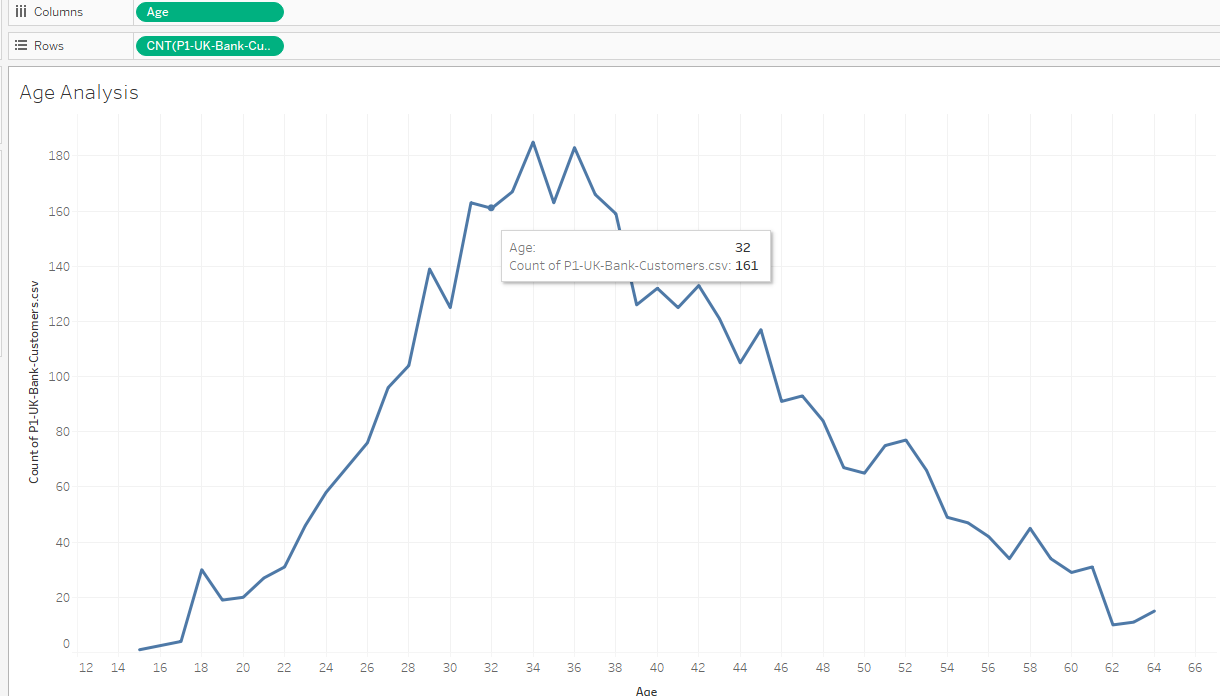 Columns Age
Rows CNT(P1-UK-Bank-Cu..
Age Analysis
180
160
140
120
100
80
60
40
20
0
Count of P1-UK-Bank-Customers.csv
Age: 32
Count of P1-UK-Bank-Customers.csv: 161
12 14 16 18 20 22 24 26 28 30 32 34 36 38 40 42 44 46 48 50 52 54 56 58 60 62 64 66
Age